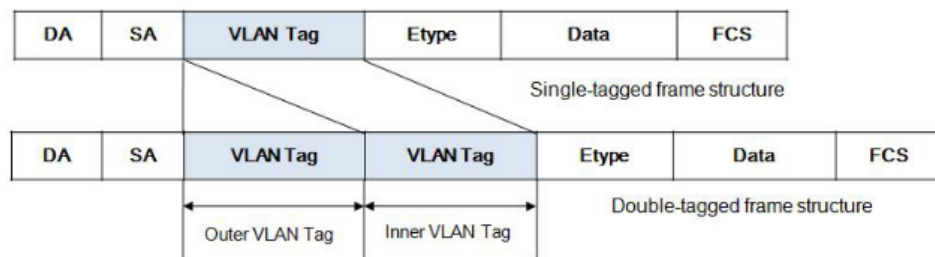 DA SA VLAN Tag Etype Data FCS
Single-tagged frame structure
DA SA VLAN Tag VLAN Tag Etype Data FCS
Outer VLAN Tag Inner VLAN Tag Double-tagged frame structure